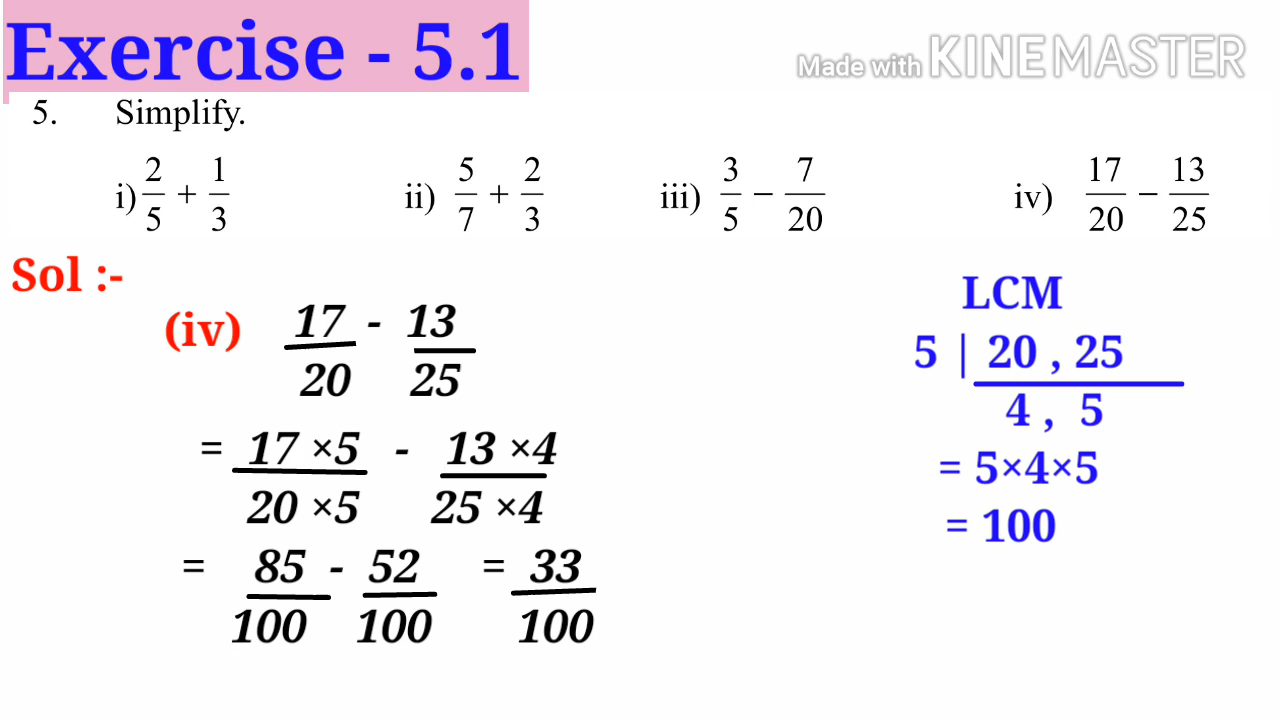 Exercise - 5.1
Made with KINEMASTER
5. Simplify.
i) 2/5 + 1/3 ii) 5/7 + 2/3 iii) 3/5 − 7/20 iv) 17/20 − 13/25
Sol :-
(iv) 17/20 - 13/25
= 17 ×5/20 ×5 - 13 ×4/25 ×4
= 85/100 - 52/100 = 33/100
LCM
5 | 20 , 25
4 , 5
= 5×4×5
= 100